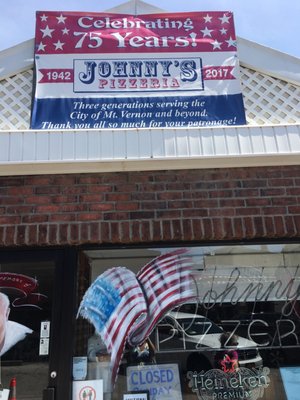 Celebrating
75 Years!
1942 JOHNNY'S 2017
PIZZERIA
Three generations serving the
City of Mt. Vernon and beyond.
Thank you all so much for your patronage!
Johnny
PIZZER
CLOSED
Heineken
PREMIUM